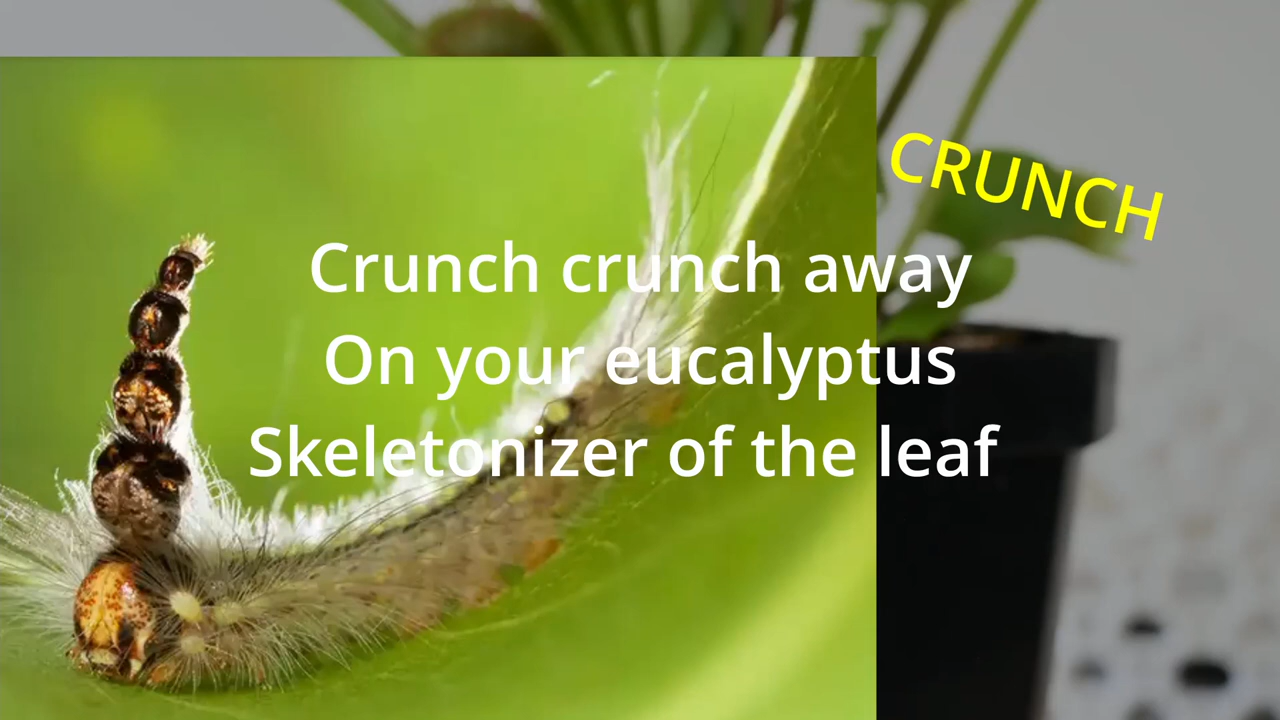 CRUNCH
Crunch crunch away
On your eucalyptus
Skeletonizer of the leaf